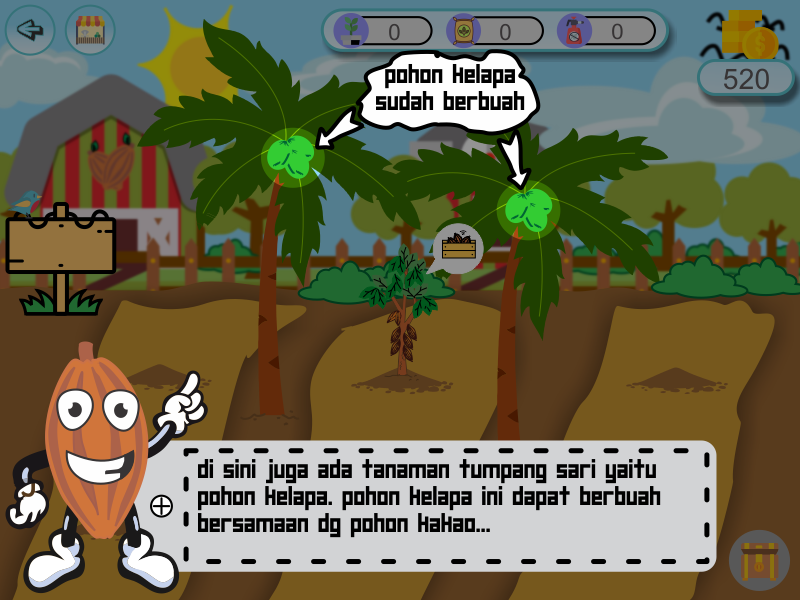 0
0
0
520
pohon kelapa
sudah berbuah
di sini juga ada tanaman tumpang sari yaitu
pohon kelapa. pohon kelapa ini dapat berbuah
bersamaan dg pohon kakao...